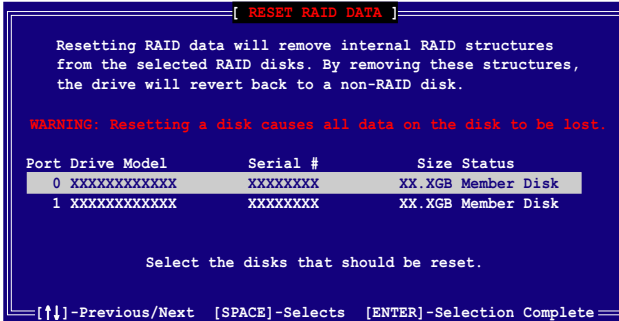 [ RESET RAID DATA ]
Resetting RAID data will remove internal RAID structures
from the selected RAID disks. By removing these structures,
the drive will revert back to a non-RAID disk.
WARNING: Resetting a disk causes all data on the disk to be lost.
Port Drive Model Serial # Size Status
0 XXXXXXXXXXXX XXXXXXXX XX.XGB Member Disk
1 XXXXXXXXXXXX XXXXXXXX XX.XGB Member Disk
Select the disks that should be reset.
[↑↓]-Previous/Next [SPACE]-Selects [ENTER]-Selection Complete